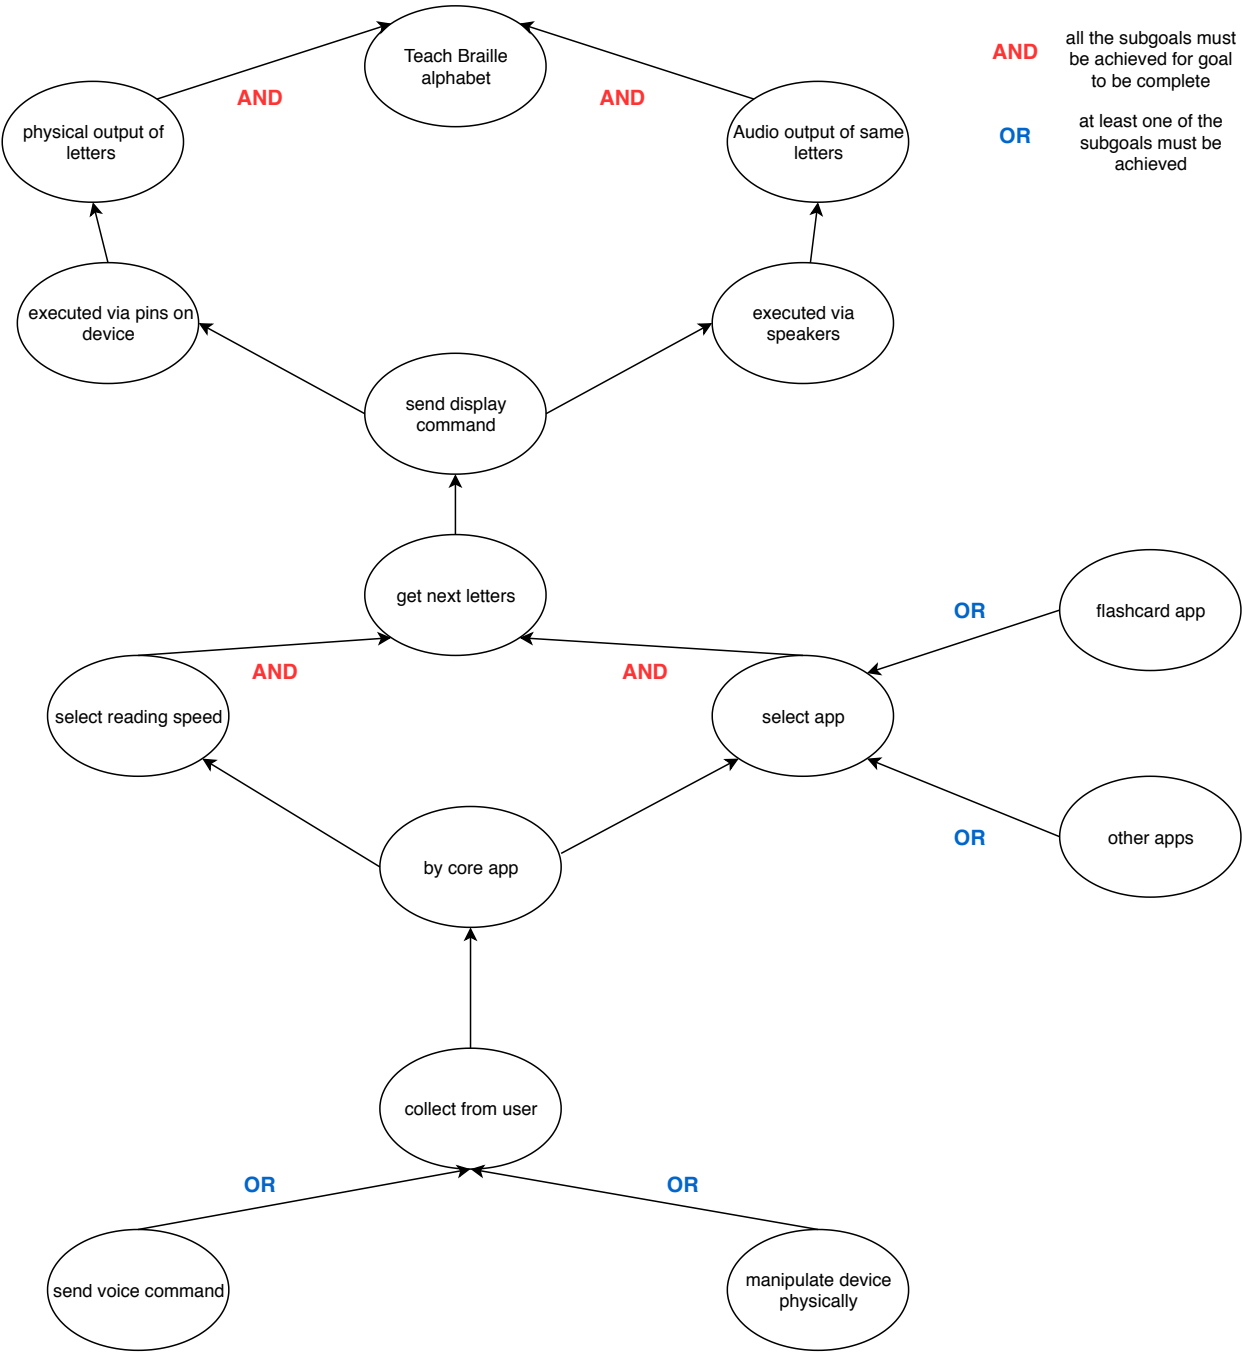 Teach Braille
alphabet
AND
all the subgoals must
be achieved for goal
to be complete
AND
AND
physical output of
letters
Audio output of same
letters
OR
at least one of the
subgoals must be
achieved
executed via pins on
device
executed via
speakers
send display
command
get next letters
flashcard app
OR
AND
AND
select reading speed
select app
other apps
OR
by core app
collect from user
OR
OR
send voice command
manipulate device
physically